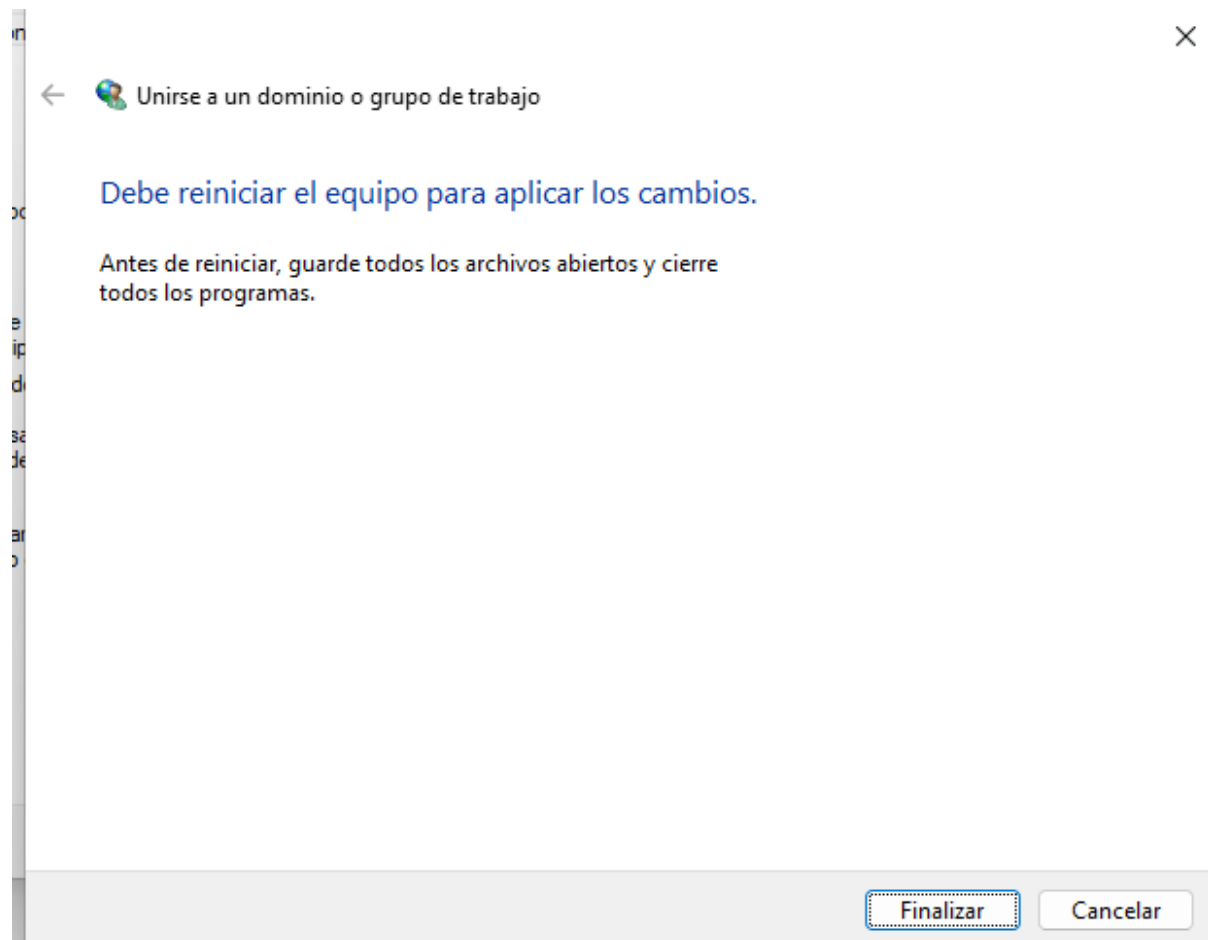 Unirse a un dominio o grupo de trabajo
Debe reiniciar el equipo para aplicar los cambios.
Antes de reiniciar, guarde todos los archivos abiertos y cierre
todos los programas.
Finalizar
Cancelar